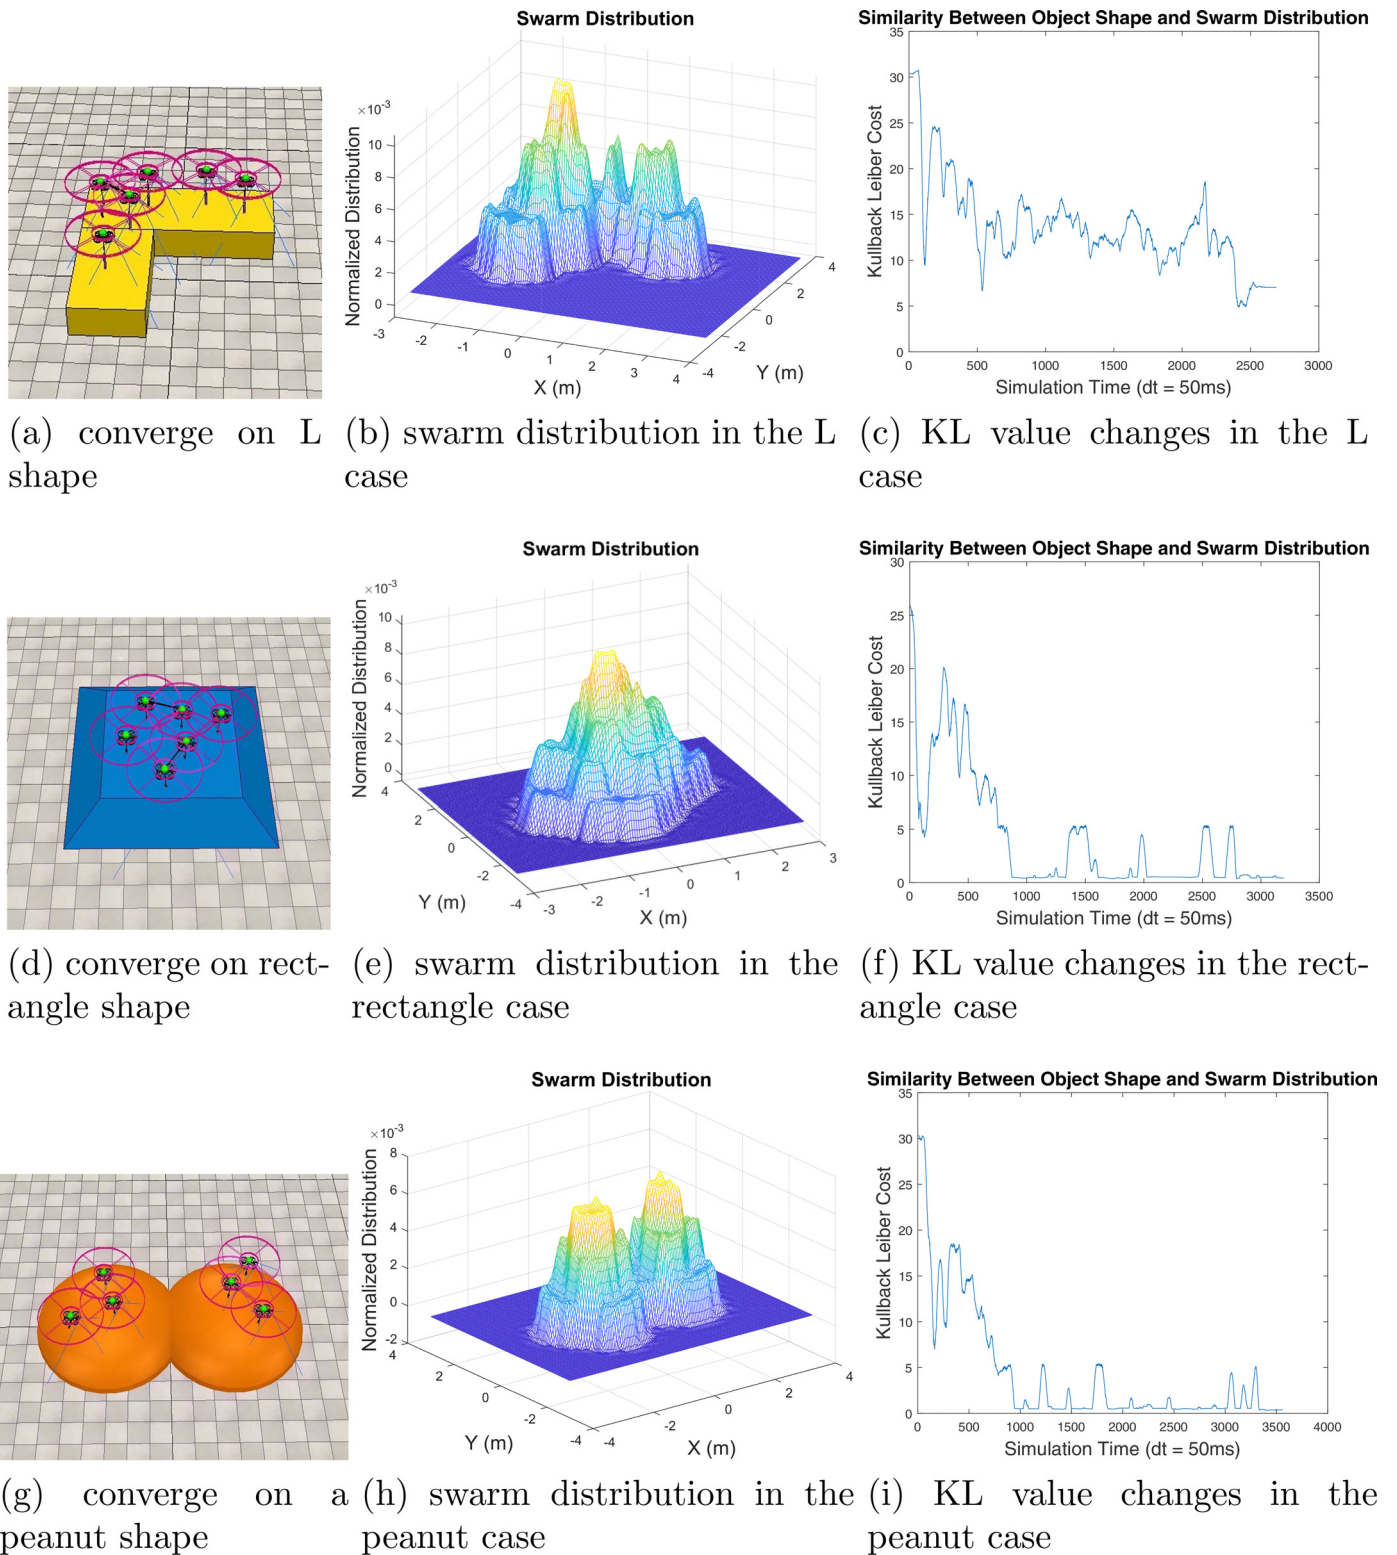 Swarm Distribution
×10⁻³
Normalized Distribution
10
8
6
4
2
0
-3
-2
-1
0
1
2
3
4
X (m)
-4
-2
0
2
4
Y (m)
Similarity Between Object Shape and Swarm Distribution
Kullback Leiber Cost
35
30
25
20
15
10
5
0
0
500
1000
1500
2000
2500
3000
Simulation Time (dt = 50ms)
(a) converge on L
shape
(b) swarm distribution in the L
case
(c) KL value changes in the L
case
Swarm Distribution
×10⁻³
Normalized Distribution
10
8
6
4
2
0
4
2
0
-2
-4
Y (m)
-3
-2
-1
0
1
2
3
X (m)
Similarity Between Object Shape and Swarm Distribution
Kullback Leiber Cost
30
25
20
15
10
5
0
0
500
1000
1500
2000
2500
3000
3500
Simulation Time (dt = 50ms)
(d) converge on rect-
angle shape
(e) swarm distribution in the
rectangle case
(f) KL value changes in the rect-
angle case
Swarm Distribution
×10⁻³
Normalized Distribution
8
6
4
2
0
-2
4
2
0
-2
-4
Y (m)
-4
-2
0
2
4
X (m)
Similarity Between Object Shape and Swarm Distribution
Kullback Leiber Cost
35
30
25
20
15
10
5
0
0
500
1000
1500
2000
2500
3000
3500
4000
Simulation Time (dt = 50ms)
(g) converge on a
peanut shape
(h) swarm distribution in the
peanut case
(i) KL value changes in the
peanut case